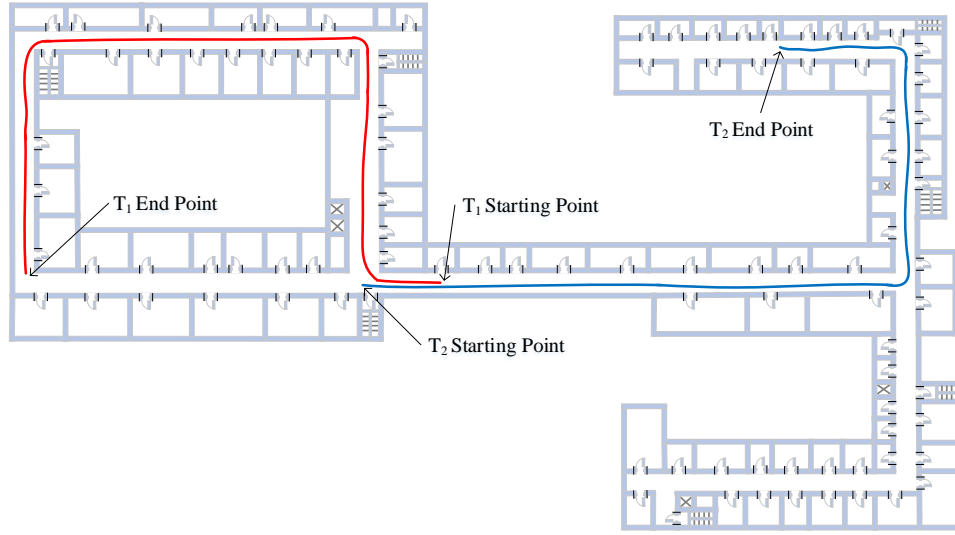 T₂ End Point
T₁ End Point
T₁ Starting Point
T₂ Starting Point